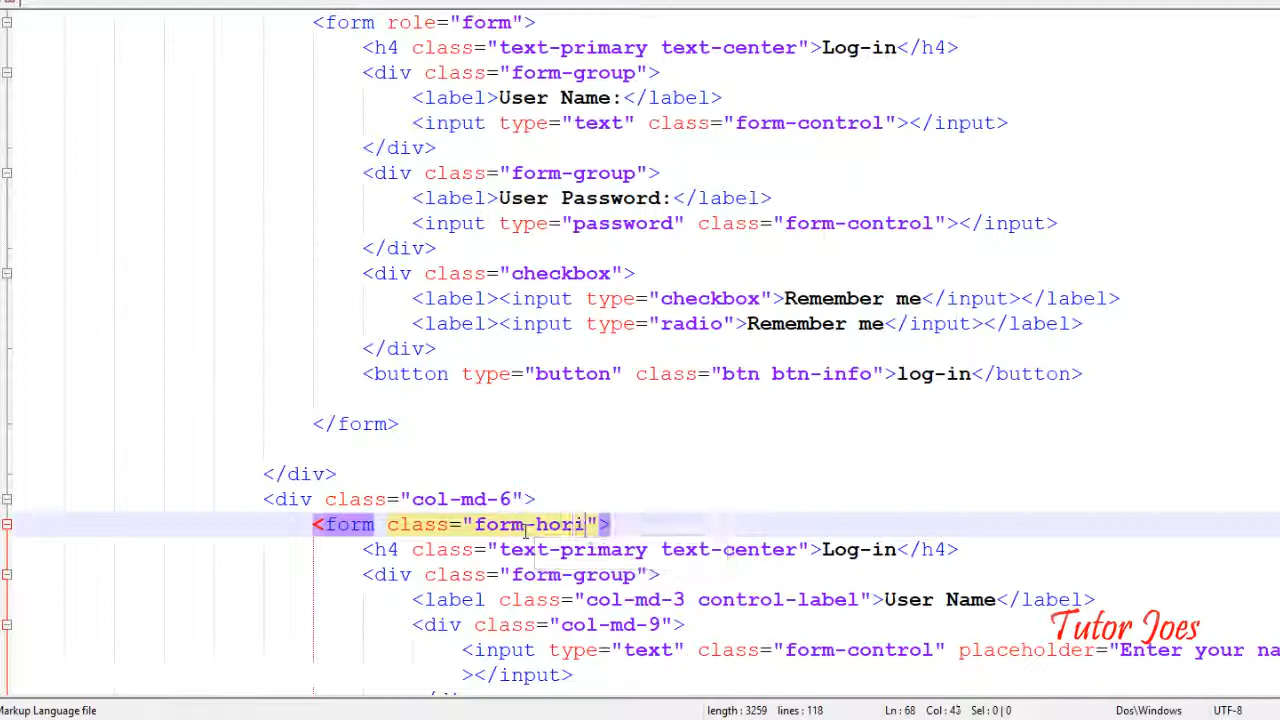 <form role="form">
<h4 class="text-primary text-center">Log-in</h4>
<div class="form-group">
<label>User Name:</label>
<input type="text" class="form-control"></input>
</div>
<div class="form-group">
<label>User Password:</label>
<input type="password" class="form-control"></input>
</div>
<div class="checkbox">
<label><input type="checkbox">Remember me</input></label>
<label><input type="radio">Remember me</input></label>
</div>
<button type="button" class="btn btn-info">log-in</button>
</form>
</div>
<div class="col-md-6">
<form class="form-hori">
<h4 class="text-primary text-center">Log-in</h4>
<div class="form-group">
<label class="col-md-3 control-label">User Name</label>
<div class="col-md-9">
<input type="text" class="form-control" placeholder="Enter your na
></input>
Tutor Joes
Markup Language file length: 3259 lines: 118 Ln: 68 Col: 43 Sel: 0 | 0 Dos\Windows UTF-8